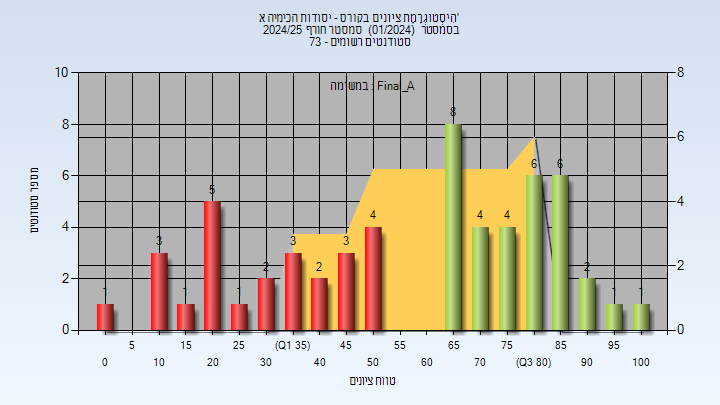 היסטוגרמת ציונים בקורס - יסודות הכימיה א'
בסמסטר (01/2024) סמסטר חורף 2024/25
סטודנטים רשומים - 73
במשימה : Final_A
מספר סטודנטים
10 8 6 4 2 0
8 6 4 2 0
1 3 1 5 1 2 3 2 3 4 8 4 4 6 6 2 1 1
5 15 25 (Q1 35) 45 55 65 75 85 95
0 10 20 30 40 50 60 70 (Q3 80) 90 100
טווח ציונים